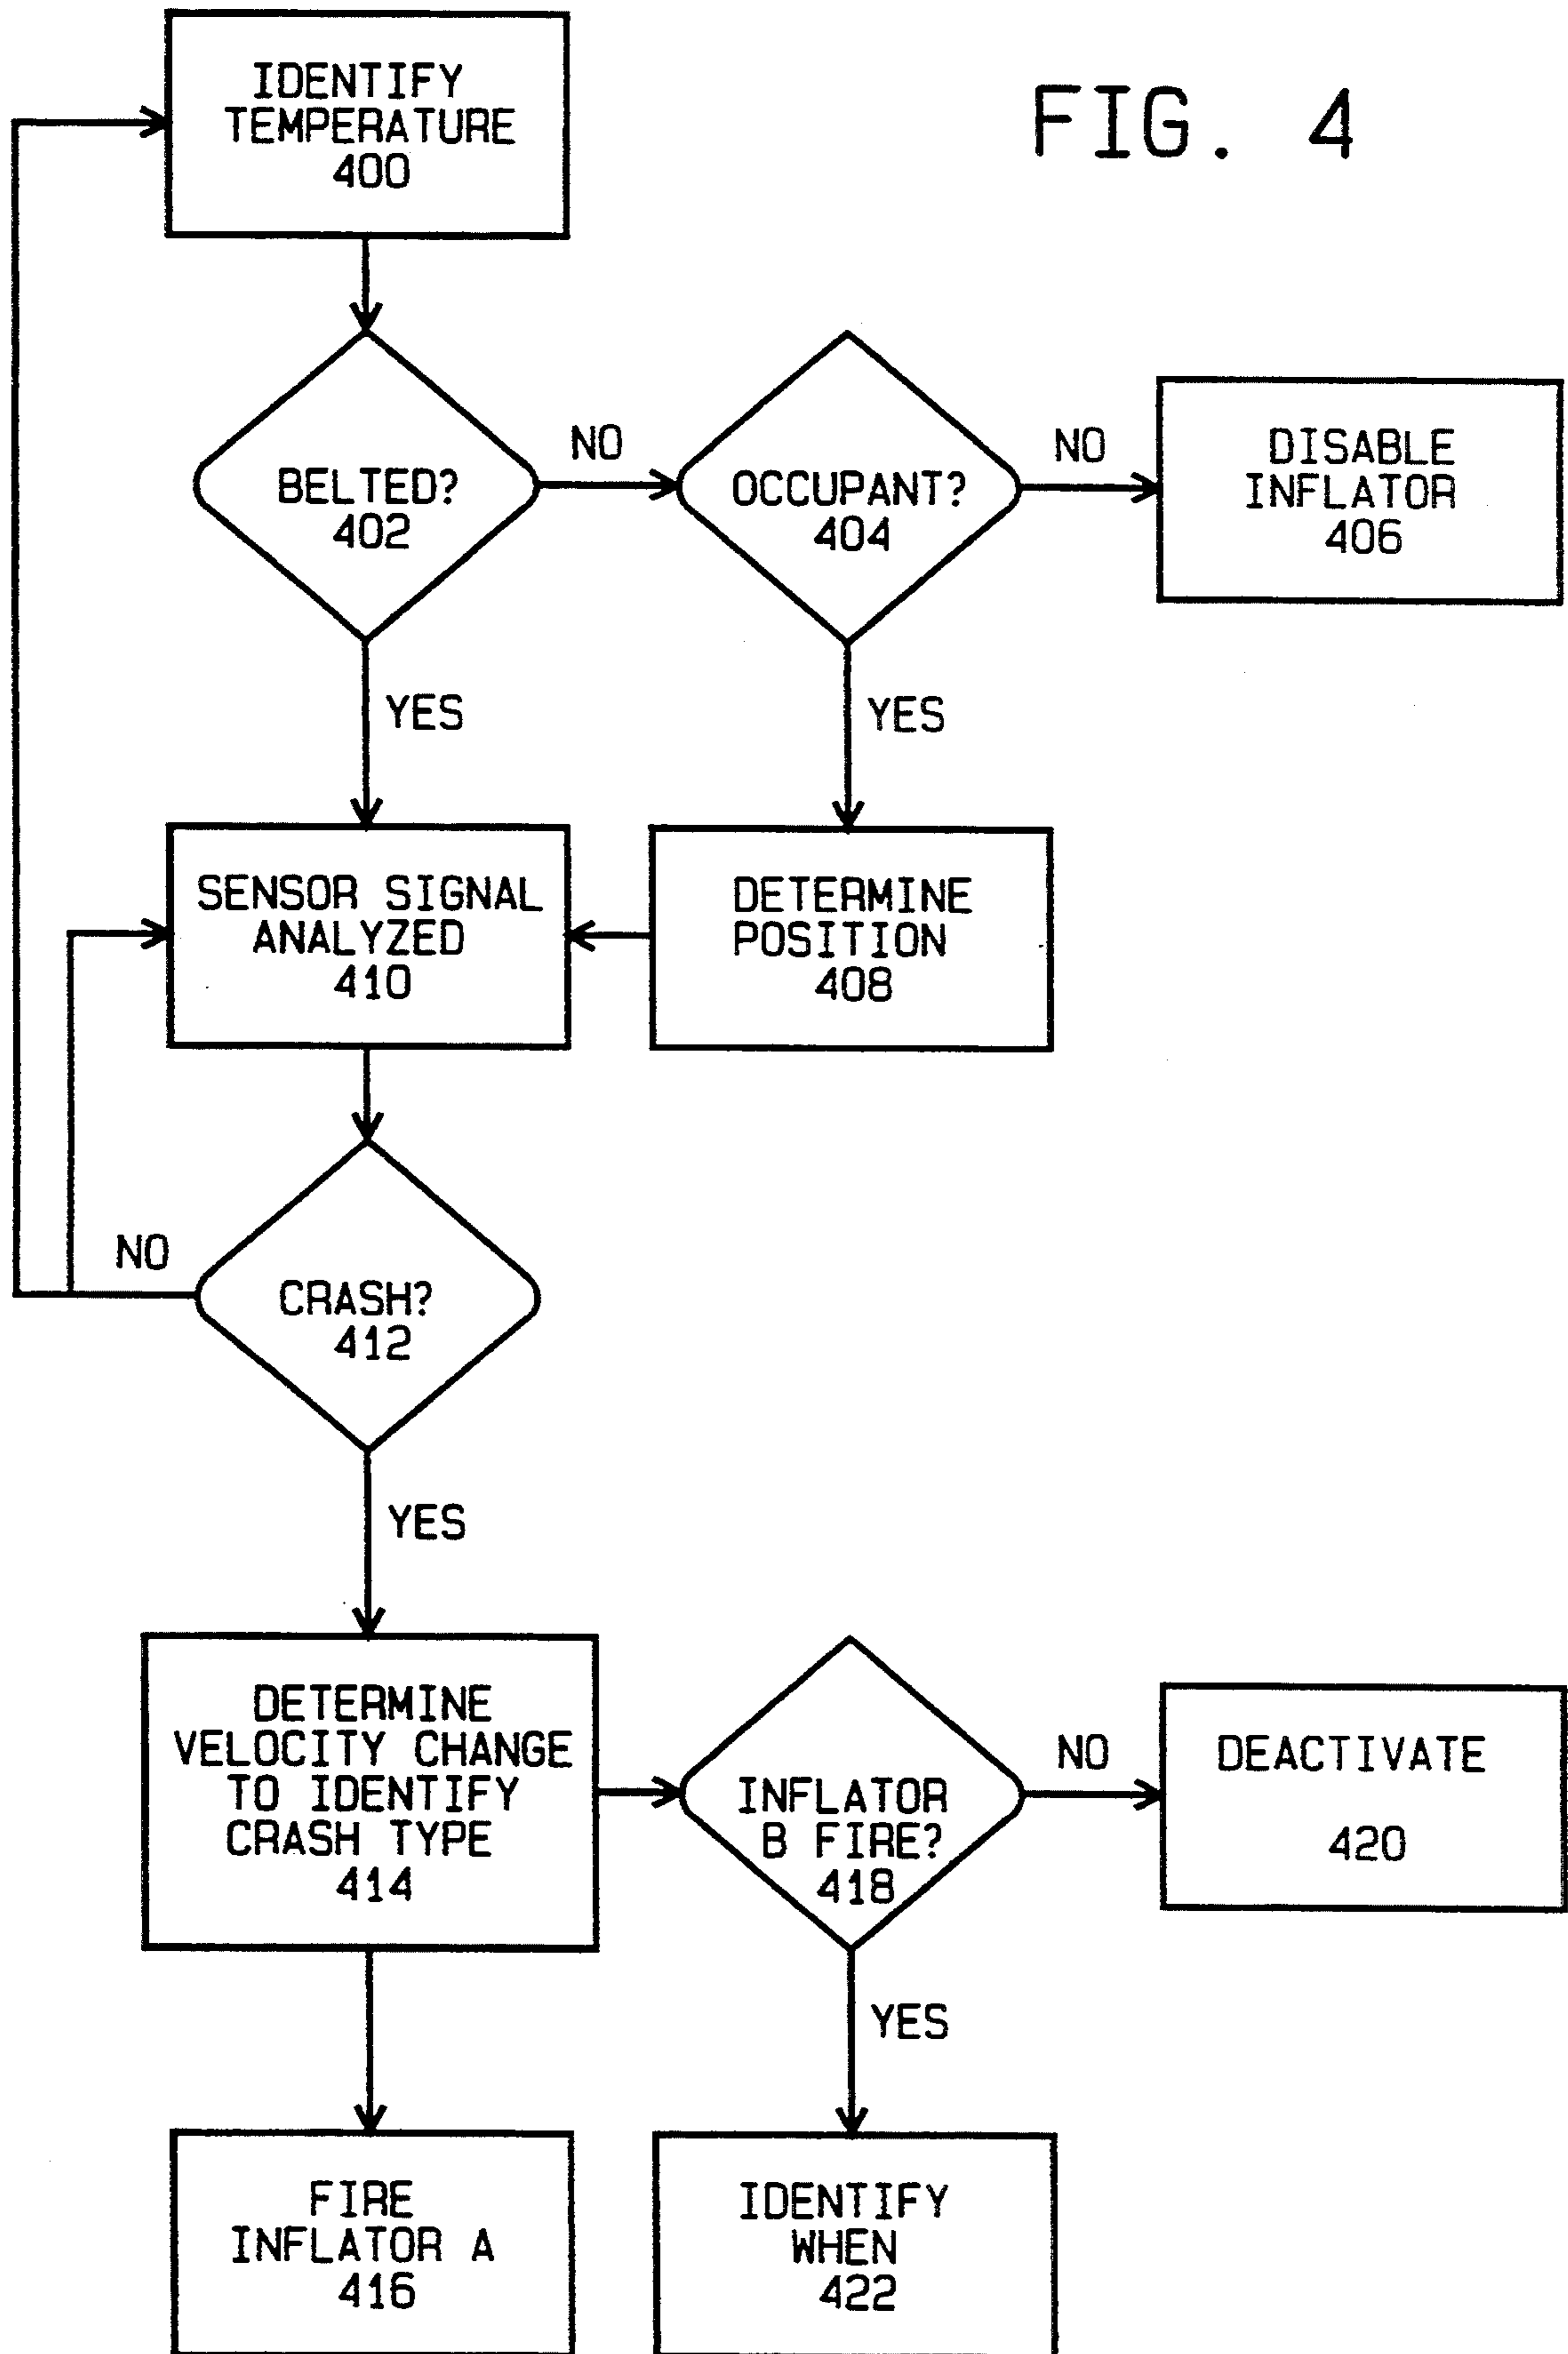 FIG. 4
IDENTIFY
TEMPERATURE
400
BELTED?
402
NO
OCCUPANT?
404
NO
DISABLE
INFLATOR
406
YES
YES
SENSOR SIGNAL
ANALYZED
410
DETERMINE
POSITION
408
NO
CRASH?
412
YES
DETERMINE
VELOCITY CHANGE
TO IDENTIFY
CRASH TYPE
414
INFLATOR
B FIRE?
418
NO
DEACTIVATE
420
YES
FIRE
INFLATOR A
416
IDENTIFY
WHEN
422